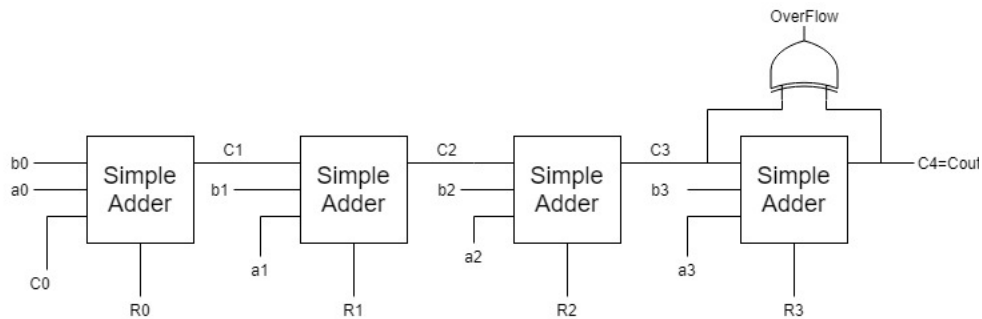 OverFlow
C1
C2
C3
b0
Simple
Adder
Simple
Adder
Simple
Adder
Simple
Adder
C4=Cout
a0
b1
b2
b3
C0
a1
a2
a3
R0
R1
R2
R3